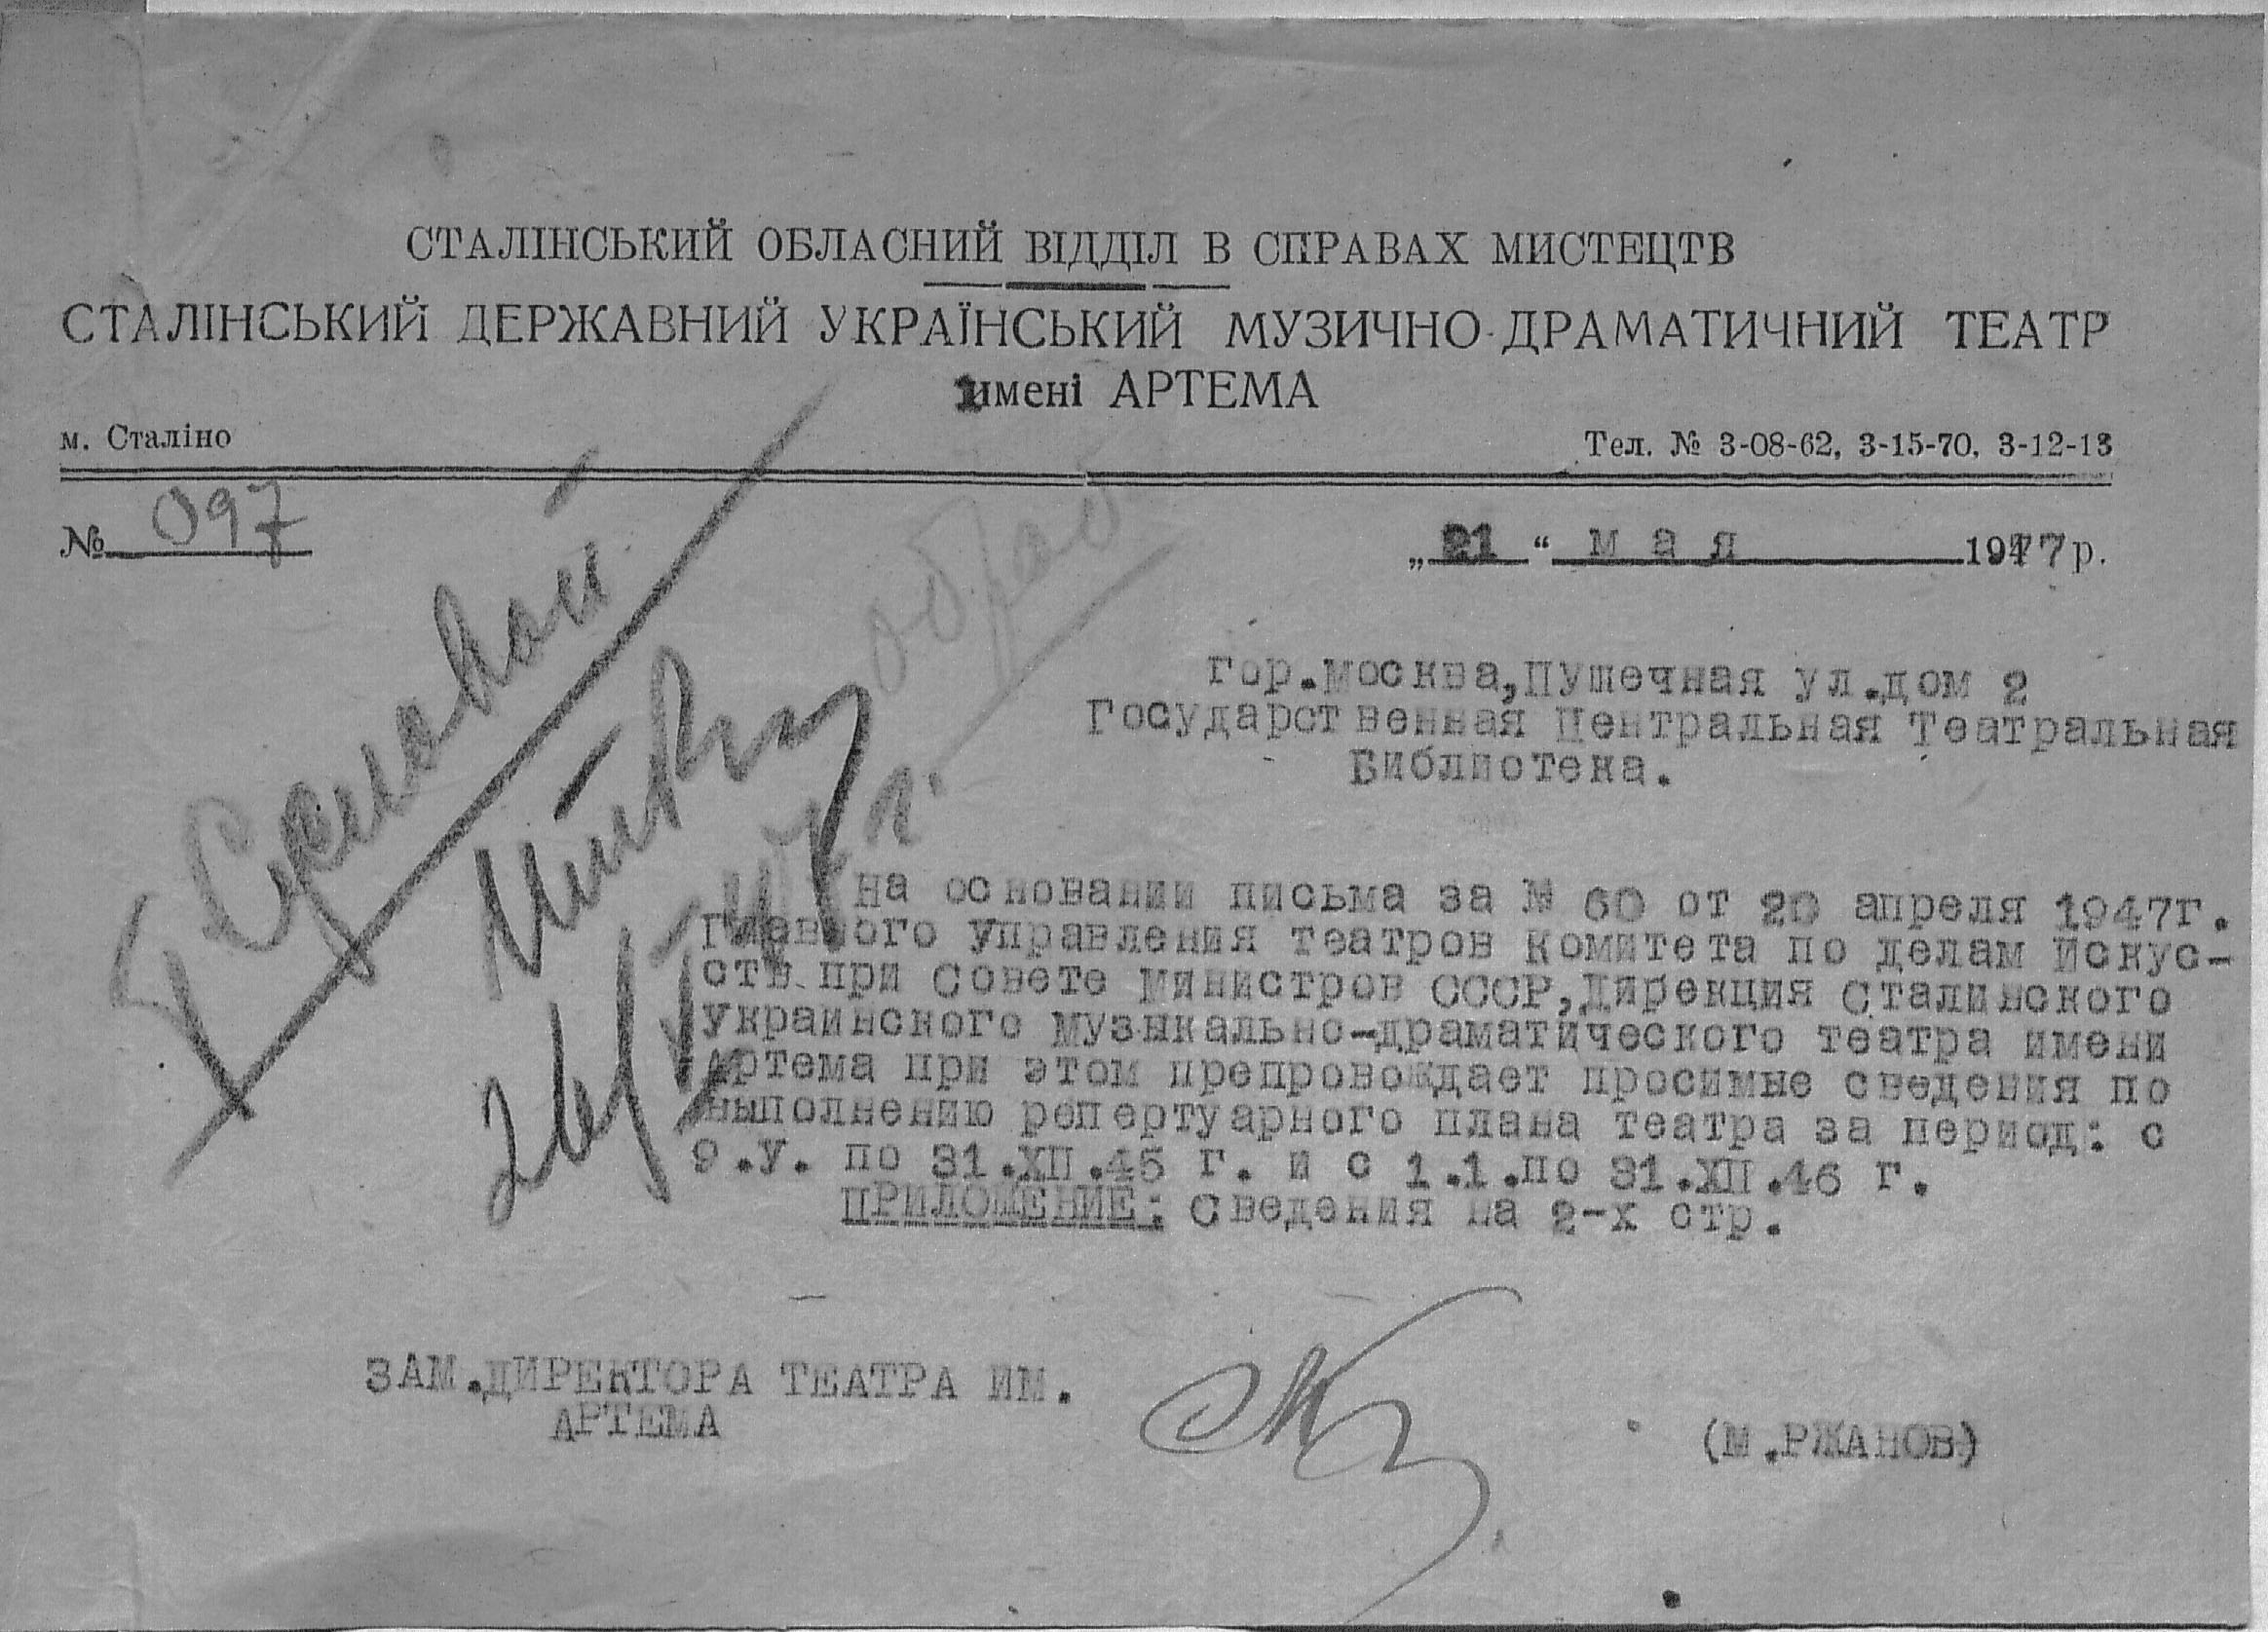 СТАЛІНСЬКИЙ ОБЛАСНИЙ ВІДДІЛ В СПРАВАХ МИСТЕЦТВ
СТАЛІНСЬКИЙ ДЕРЖАВНИЙ УКРАЇНСЬКИЙ МУЗИЧНО-ДРАМАТИЧНИЙ ТЕАТР
імені АРТЕМА
м. Сталіно
Тел. № 3-08-62, 3-15-70, 3-12-13
№ 097
„21“ мая 1947 р.
гор.Москва,Пушечная ул.дом 2
Государственная Центральная Театральная
Библиотека.
На основании письма за № 60 от 20 апреля 1947г.
Главного Управления театров Комитета по делам Искус-
ств при Совете Министров СССР,Дирекция Сталинского
Украинского музыкально-драматического театра имени
Артема при этом препровождает просимые сведения по
выполнению репертуарного плана театра за период: с
9.У. по 31.ХП.45 г. и с 1.1.по 31.ХП.46 г.
ПРИЛОЖЕНИЕ: Сведения на 2-х стр.
ЗАМ.ДИРЕКТОРА ТЕАТРА ИМ.
АРТЕМА
(М.РЖАНОВ)